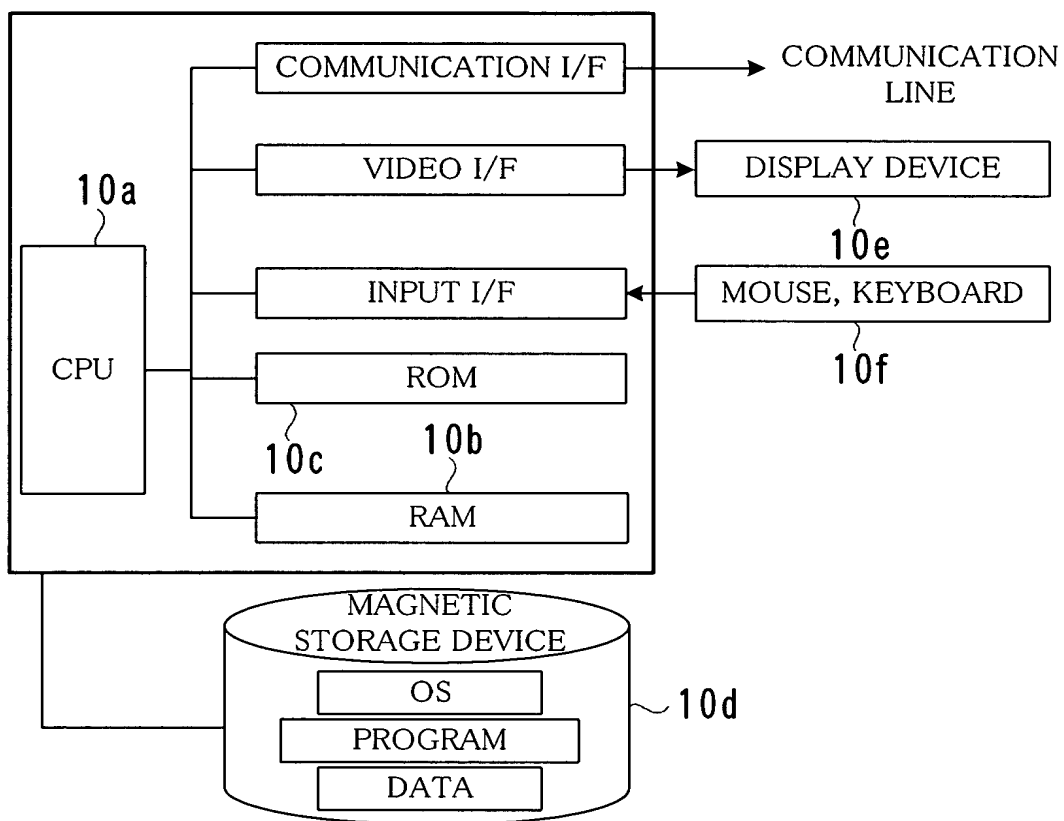 COMMUNICATION I/F
COMMUNICATION
LINE
VIDEO I/F
DISPLAY DEVICE
10a
10e
INPUT I/F
MOUSE, KEYBOARD
CPU
ROM
10f
10c
10b
RAM
MAGNETIC
STORAGE DEVICE
OS
10d
PROGRAM
DATA